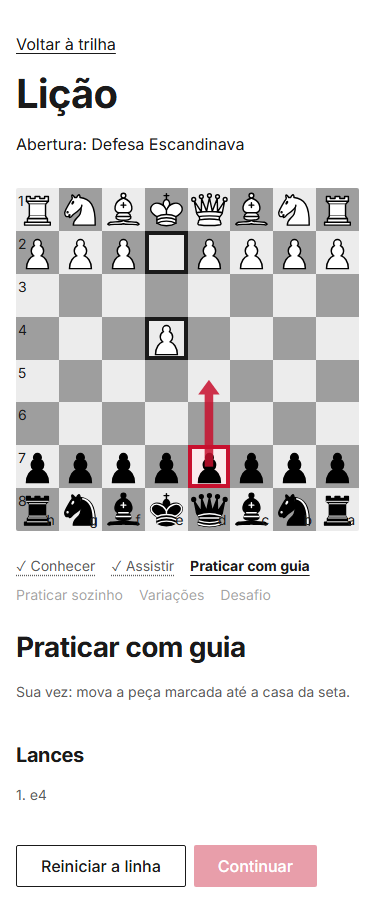 Voltar à trilha
Lição
Abertura: Defesa Escandinava
1
2
3
4
5
6
7
8
h g f e d c b a
✓ Conhecer ✓ Assistir Praticar com guia
Praticar sozinho Variações Desafio
Praticar com guia
Sua vez: mova a peça marcada até a casa da seta.
Lances
1. e4
Reiniciar a linha Continuar